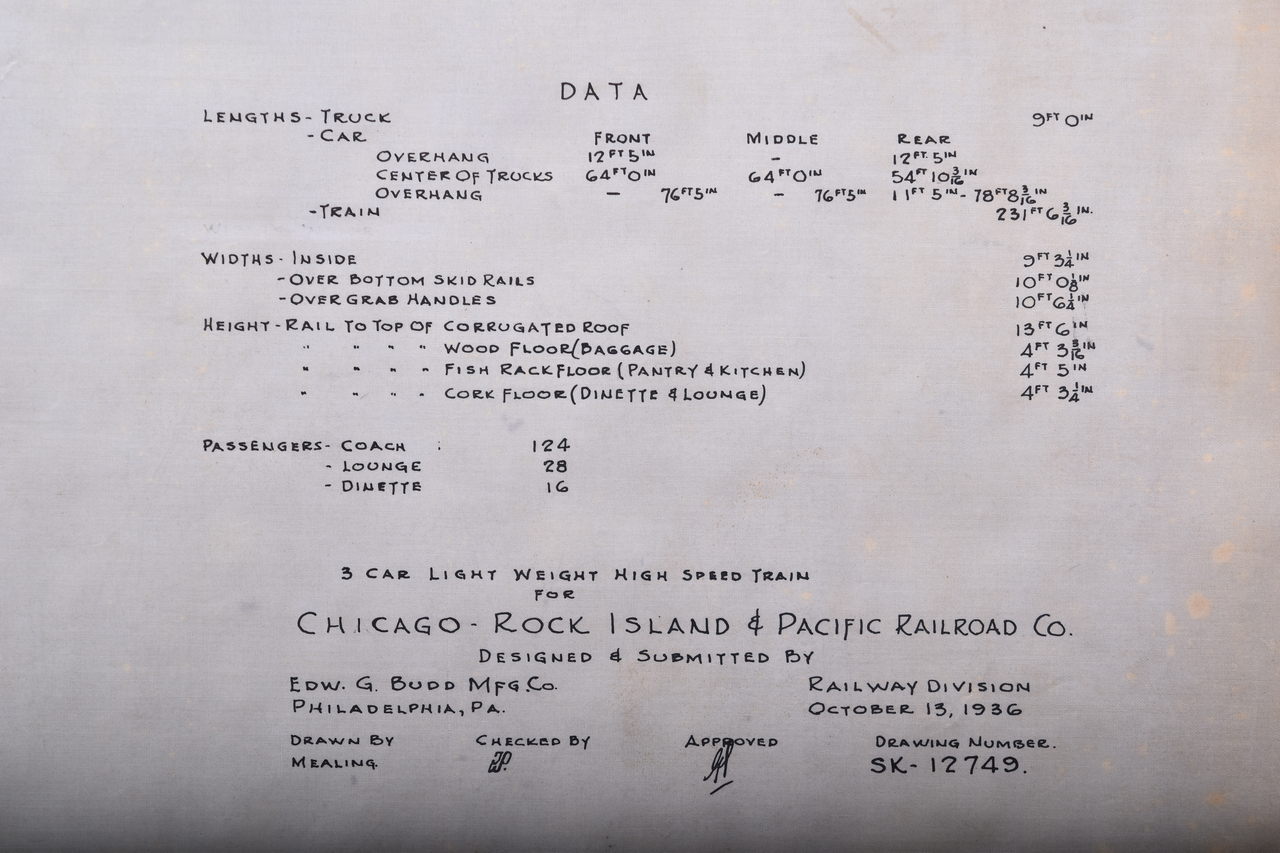 DATA
LENGTHS - TRUCK 9FT 0IN
- CAR FRONT MIDDLE REAR
OVERHANG 12FT 5IN - 12FT. 5IN
CENTER OF TRUCKS 64FT 0IN 64FT 0IN 54FT 10 3/16IN
OVERHANG - 76FT 5IN - 76FT 5IN 11FT 5IN - 78FT 8 3/16IN
- TRAIN 231FT 6 3/16IN.
WIDTHS - INSIDE 9FT 3 1/4IN
- OVER BOTTOM SKID RAILS 10FT 0 1/8IN
- OVER GRAB HANDLES 10FT 6 1/4IN
HEIGHT - RAIL TO TOP OF CORRUGATED ROOF 13FT 6IN
" " " " WOOD FLOOR (BAGGAGE) 4FT 3 3/16IN
" " " " FISH RACK FLOOR (PANTRY & KITCHEN) 4FT 5IN
" " " " CORK FLOOR (DINETTE & LOUNGE) 4FT 3 1/4IN
PASSENGERS - COACH : 124
- LOUNGE 28
- DINETTE 16
3 CAR LIGHT WEIGHT HIGH SPEED TRAIN
FOR
CHICAGO - ROCK ISLAND & PACIFIC RAILROAD CO.
DESIGNED & SUBMITTED BY
EDW. G. BUDD MFG. CO. RAILWAY DIVISION
PHILADELPHIA, PA. OCTOBER 13, 1936
DRAWN BY CHECKED BY APPROVED DRAWING NUMBER.
MEALING. SK-12749.